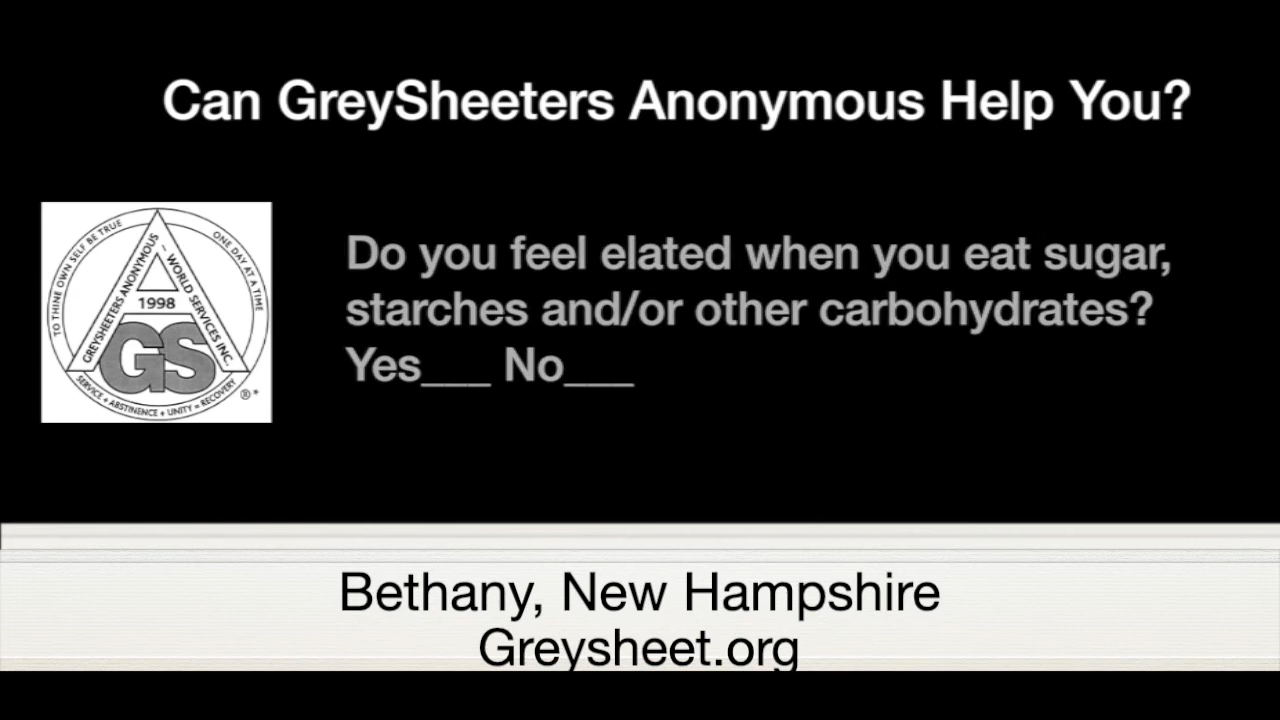 Can GreySheeters Anonymous Help You?
TO THINE OWN SELF BE TRUE
ONE DAY AT A TIME
GREYSHEETERS ANONYMOUS – WORLD SERVICES INC.
1998
GS
SERVICE + ABSTINENCE + UNITY = RECOVERY
®*
Do you feel elated when you eat sugar,
starches and/or other carbohydrates?
Yes___ No___
Bethany, New Hampshire
Greysheet.org